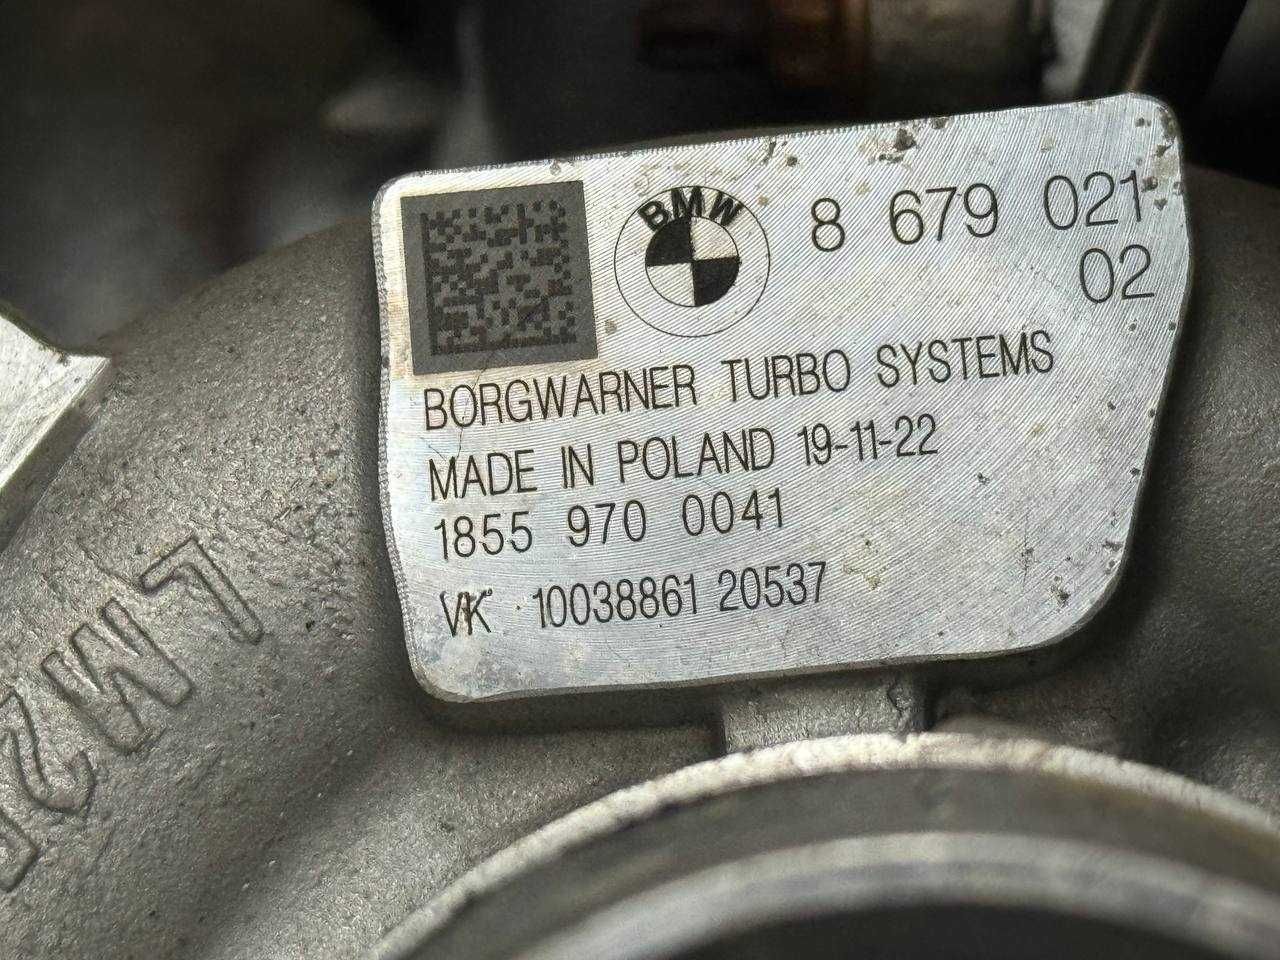 BMW
8 679 021
02
BORGWARNER TURBO SYSTEMS
MADE IN POLAND 19-11-22
1855 970 0041
VK 10038861 20537